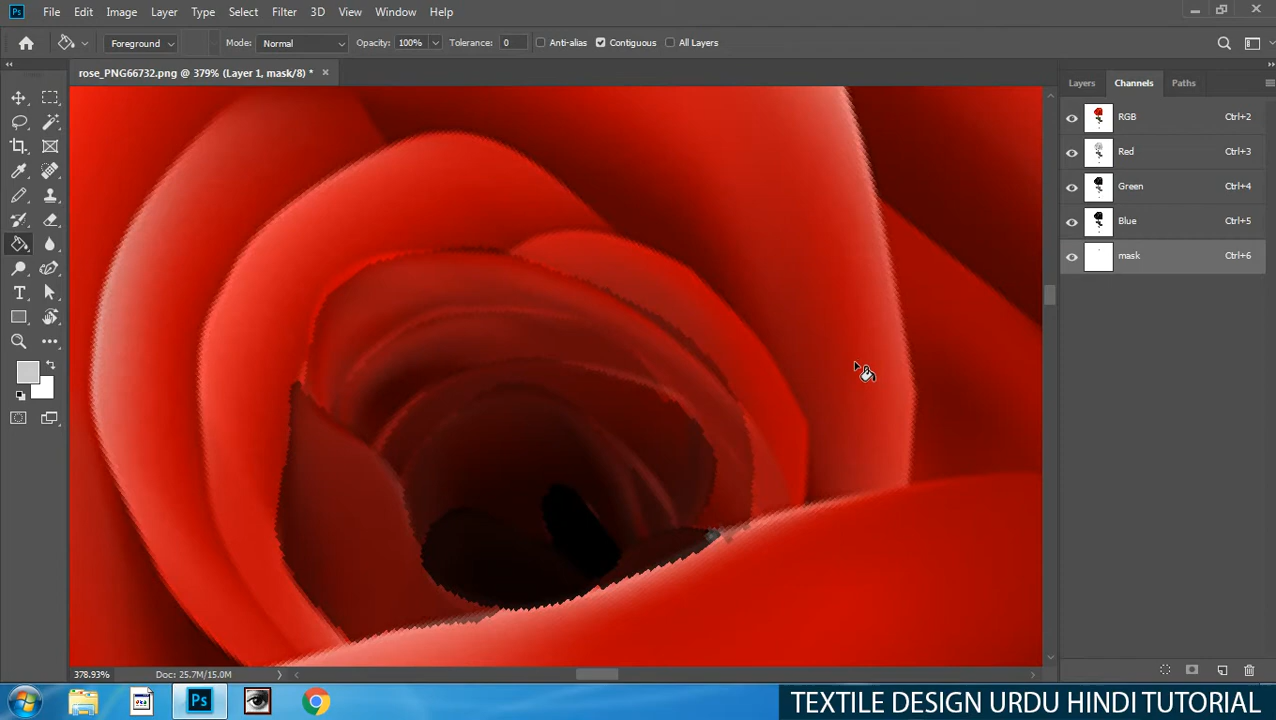 Ps File Edit Image Layer Type Select Filter 3D View Window Help
Foreground Mode: Normal Opacity: 100% Tolerance: 0 Anti-alias Contiguous All Layers
rose_PNG66732.png @ 379% (Layer 1, mask/8) *
Layers Channels Paths
RGB Ctrl+2
Red Ctrl+3
Green Ctrl+4
Blue Ctrl+5
mask Ctrl+6
T
378.93% Doc: 25.7M/15.0M
Ps
TEXTILE DESIGN URDU HINDI TUTORIAL